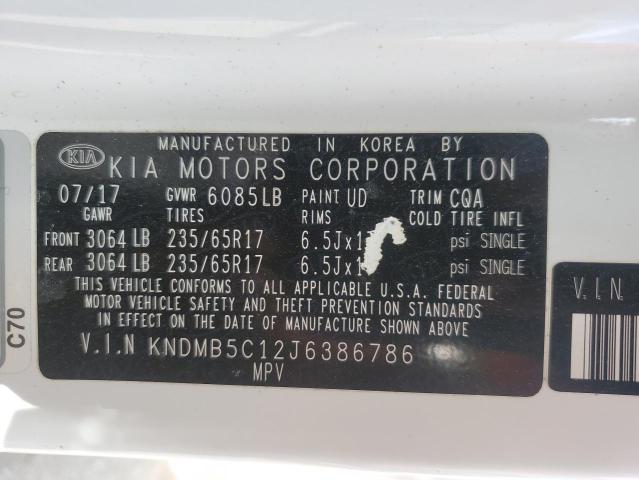 MANUFACTURED IN KOREA BY
KIA KIA MOTORS CORPORATION
07/17 GVWR 6085LB PAINT UD TRIM CQA
GAWR TIRES RIMS COLD TIRE INFL
FRONT 3064 LB 235/65R17 6.5Jx1 psi SINGLE
REAR 3064 LB 235/65R17 6.5Jx1 psi SINGLE
THIS VEHICLE CONFORMS TO ALL APPLICABLE U.S.A. FEDERAL
MOTOR VEHICLE SAFETY AND THEFT PREVENTION STANDARDS
IN EFFECT ON THE DATE OF MANUFACTURE SHOWN ABOVE.
V.I.N KNDMB5C12J6386786
MPV
C70
V.I.N.